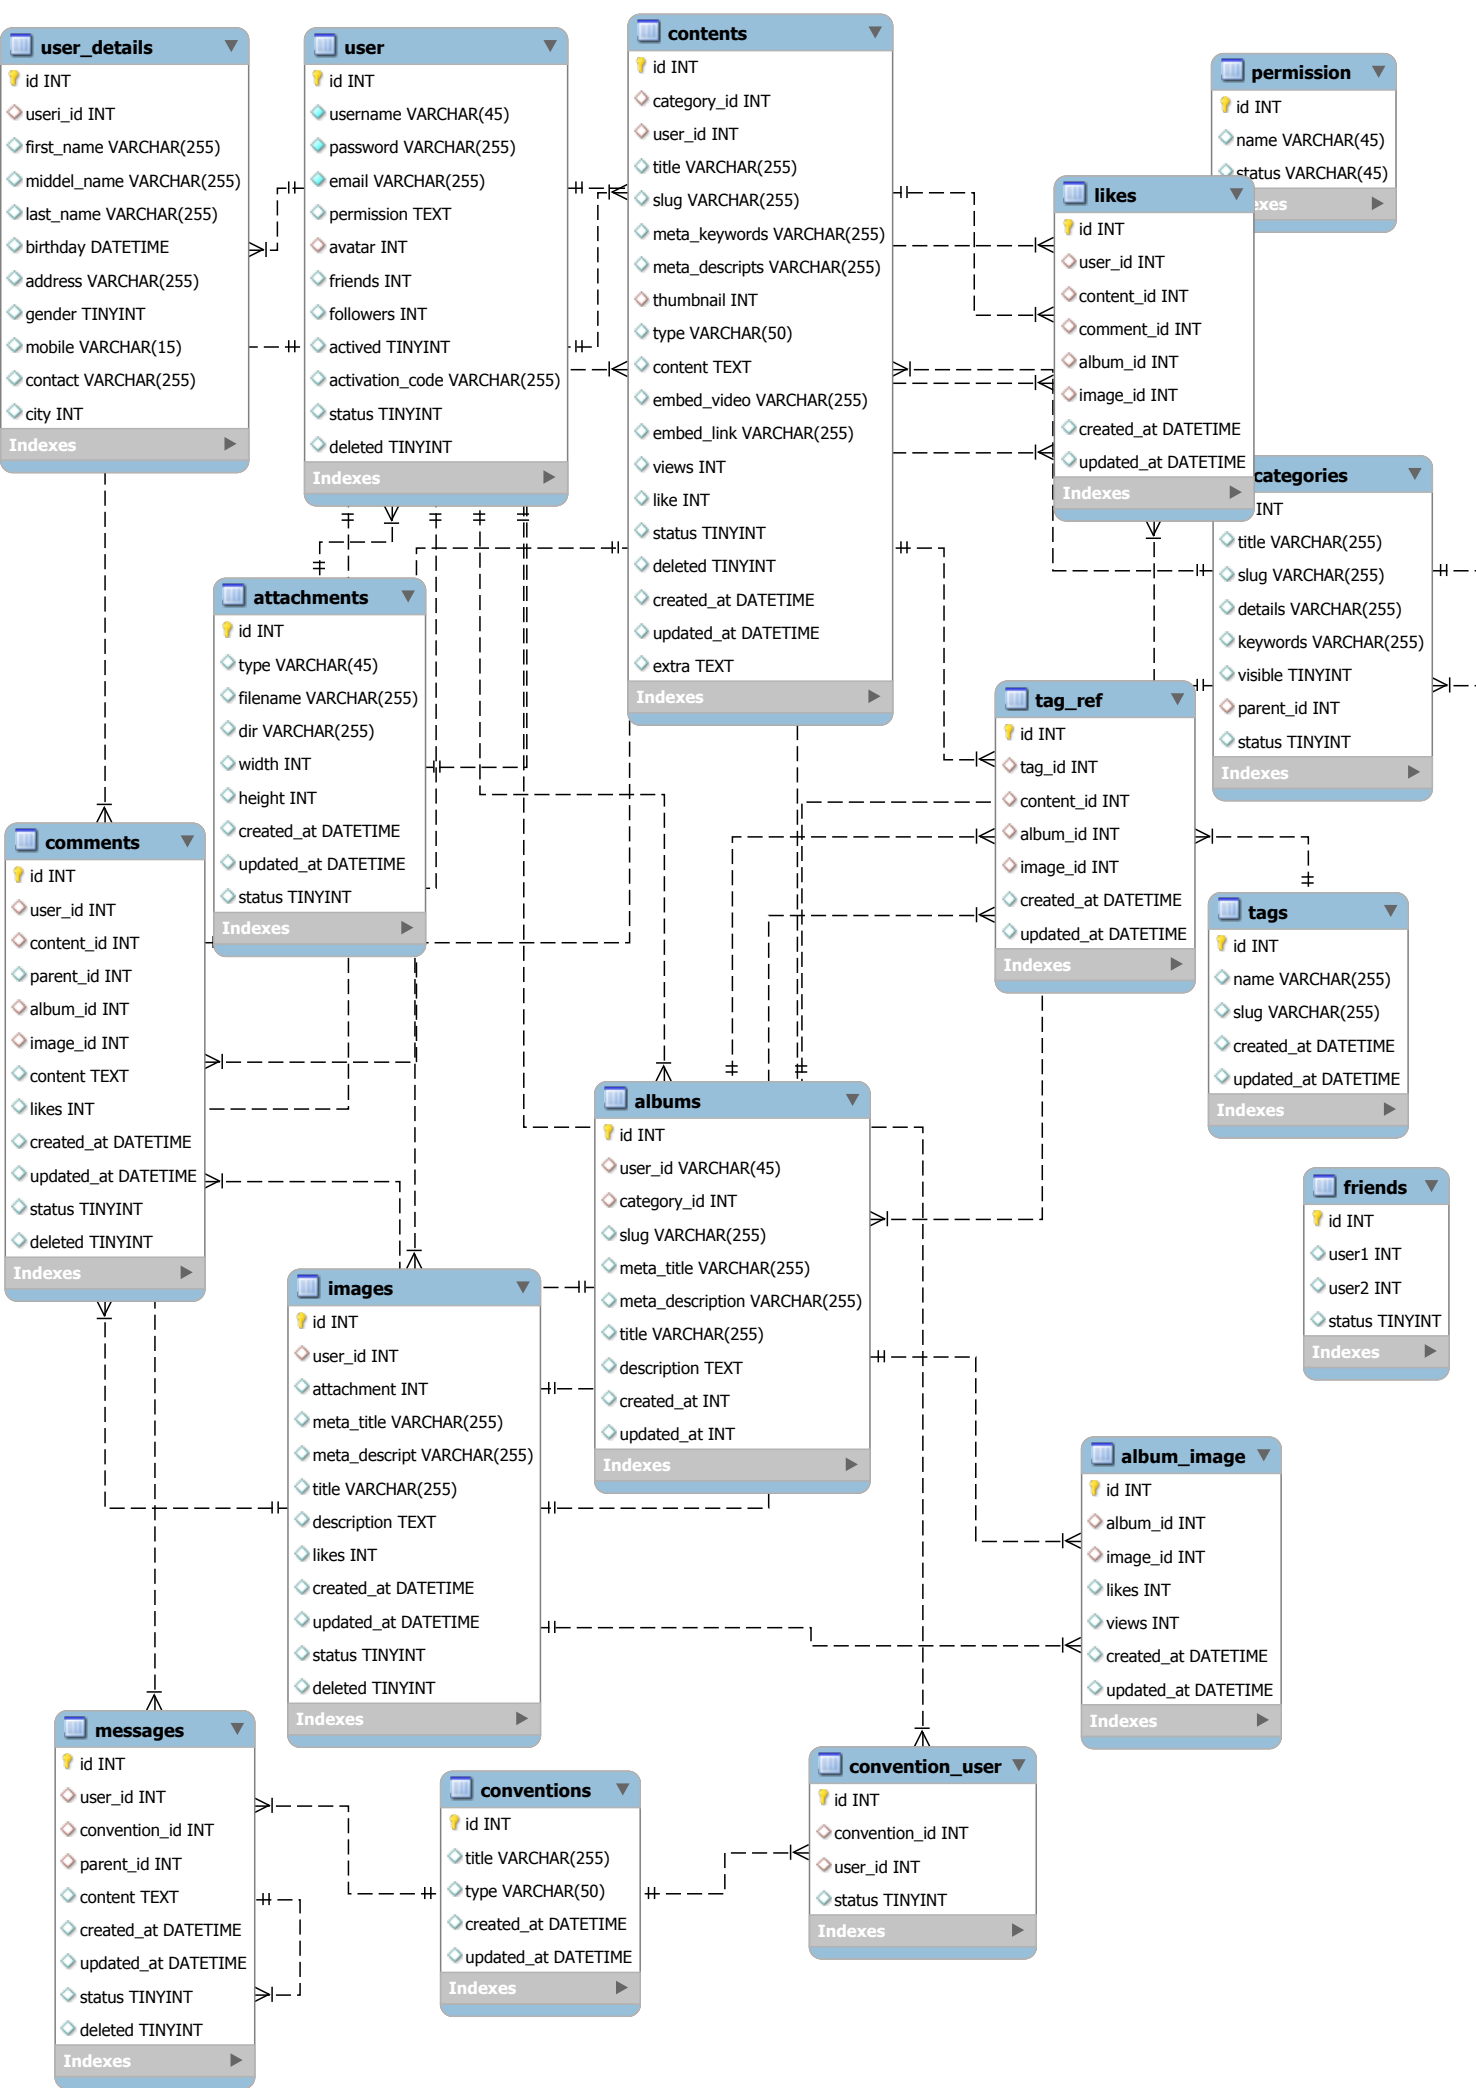 user_details
id INT
useri_id INT
first_name VARCHAR(255)
middel_name VARCHAR(255)
last_name VARCHAR(255)
birthday DATETIME
address VARCHAR(255)
gender TINYINT
mobile VARCHAR(15)
contact VARCHAR(255)
city INT
Indexes
user
id INT
username VARCHAR(45)
password VARCHAR(255)
email VARCHAR(255)
permission TEXT
avatar INT
friends INT
followers INT
actived TINYINT
activation_code VARCHAR(255)
status TINYINT
deleted TINYINT
Indexes
contents
id INT
category_id INT
user_id INT
title VARCHAR(255)
slug VARCHAR(255)
meta_keywords VARCHAR(255)
meta_descripts VARCHAR(255)
thumbnail INT
type VARCHAR(50)
content TEXT
embed_video VARCHAR(255)
embed_link VARCHAR(255)
views INT
like INT
status TINYINT
deleted TINYINT
created_at DATETIME
updated_at DATETIME
extra TEXT
Indexes
permission
id INT
name VARCHAR(45)
status VARCHAR(45)
exes
likes
id INT
user_id INT
content_id INT
comment_id INT
album_id INT
image_id INT
created_at DATETIME
updated_at DATETIME
Indexes
categories
INT
title VARCHAR(255)
slug VARCHAR(255)
details VARCHAR(255)
keywords VARCHAR(255)
visible TINYINT
parent_id INT
status TINYINT
Indexes
attachments
id INT
type VARCHAR(45)
filename VARCHAR(255)
dir VARCHAR(255)
width INT
height INT
created_at DATETIME
updated_at DATETIME
status TINYINT
Indexes
tag_ref
id INT
tag_id INT
content_id INT
album_id INT
image_id INT
created_at DATETIME
updated_at DATETIME
Indexes
comments
id INT
user_id INT
content_id INT
parent_id INT
album_id INT
image_id INT
content TEXT
likes INT
created_at DATETIME
updated_at DATETIME
status TINYINT
deleted TINYINT
Indexes
tags
id INT
name VARCHAR(255)
slug VARCHAR(255)
created_at DATETIME
updated_at DATETIME
Indexes
albums
id INT
user_id VARCHAR(45)
category_id INT
slug VARCHAR(255)
meta_title VARCHAR(255)
meta_description VARCHAR(255)
title VARCHAR(255)
description TEXT
created_at INT
updated_at INT
Indexes
friends
id INT
user1 INT
user2 INT
status TINYINT
Indexes
images
id INT
user_id INT
attachment INT
meta_title VARCHAR(255)
meta_descript VARCHAR(255)
title VARCHAR(255)
description TEXT
likes INT
created_at DATETIME
updated_at DATETIME
status TINYINT
deleted TINYINT
Indexes
album_image
id INT
album_id INT
image_id INT
likes INT
views INT
created_at DATETIME
updated_at DATETIME
Indexes
messages
id INT
user_id INT
convention_id INT
parent_id INT
content TEXT
created_at DATETIME
updated_at DATETIME
status TINYINT
deleted TINYINT
Indexes
conventions
id INT
title VARCHAR(255)
type VARCHAR(50)
created_at DATETIME
updated_at DATETIME
Indexes
convention_user
id INT
convention_id INT
user_id INT
status TINYINT
Indexes